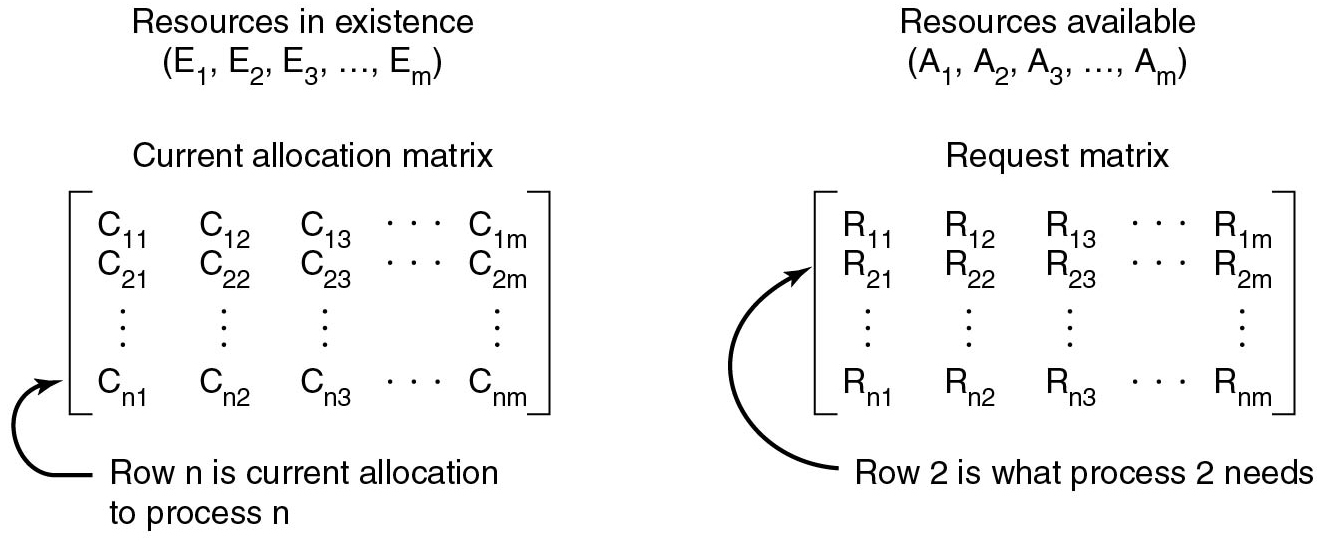 Resources in existence
(E1, E2, E3, ..., Em)
Resources available
(A1, A2, A3, ..., Am)
Current allocation matrix
C11 C12 C13 · · · C1m
C21 C22 C23 · · · C2m
Cn1 Cn2 Cn3 · · · Cnm
Row n is current allocation
to process n
Request matrix
R11 R12 R13 · · · R1m
R21 R22 R23 · · · R2m
Rn1 Rn2 Rn3 · · · Rnm
Row 2 is what process 2 needs